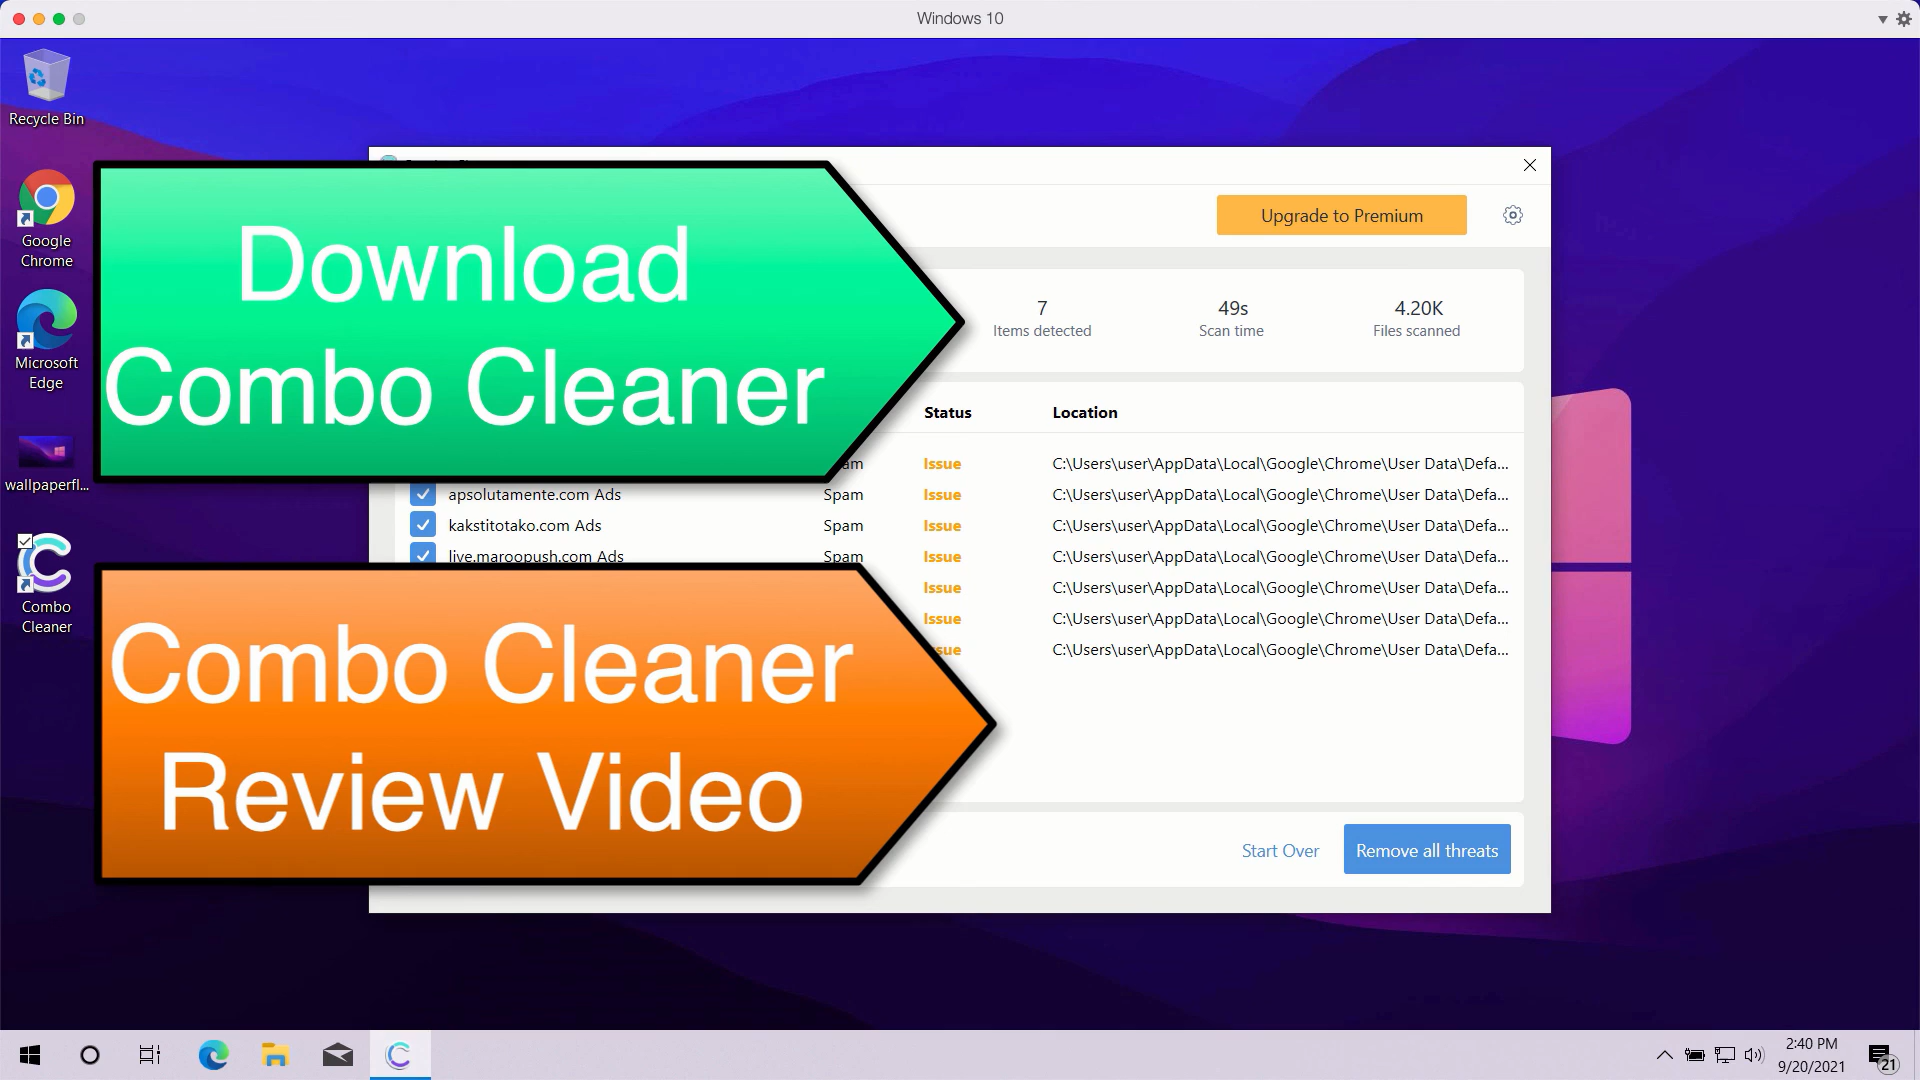 Windows 10
Recycle Bin
Google
Chrome
Microsoft
Edge
wallpaperfl...
Combo
Cleaner
Download
Combo Cleaner
Upgrade to Premium
7
Items detected
49s
Scan time
4.20K
Files scanned
Status Location
Issue C:\Users\user\AppData\Local\Google\Chrome\User Data\Defa...
apsolutamente.com Ads Spam Issue C:\Users\user\AppData\Local\Google\Chrome\User Data\Defa...
kakstitotako.com Ads Spam Issue C:\Users\user\AppData\Local\Google\Chrome\User Data\Defa...
live.maroopush.com Ads Spam Issue C:\Users\user\AppData\Local\Google\Chrome\User Data\Defa...
Issue C:\Users\user\AppData\Local\Google\Chrome\User Data\Defa...
Issue C:\Users\user\AppData\Local\Google\Chrome\User Data\Defa...
C:\Users\user\AppData\Local\Google\Chrome\User Data\Defa...
Combo Cleaner
Review Video
Start Over
Remove all threats
2:40 PM
9/20/2021
21